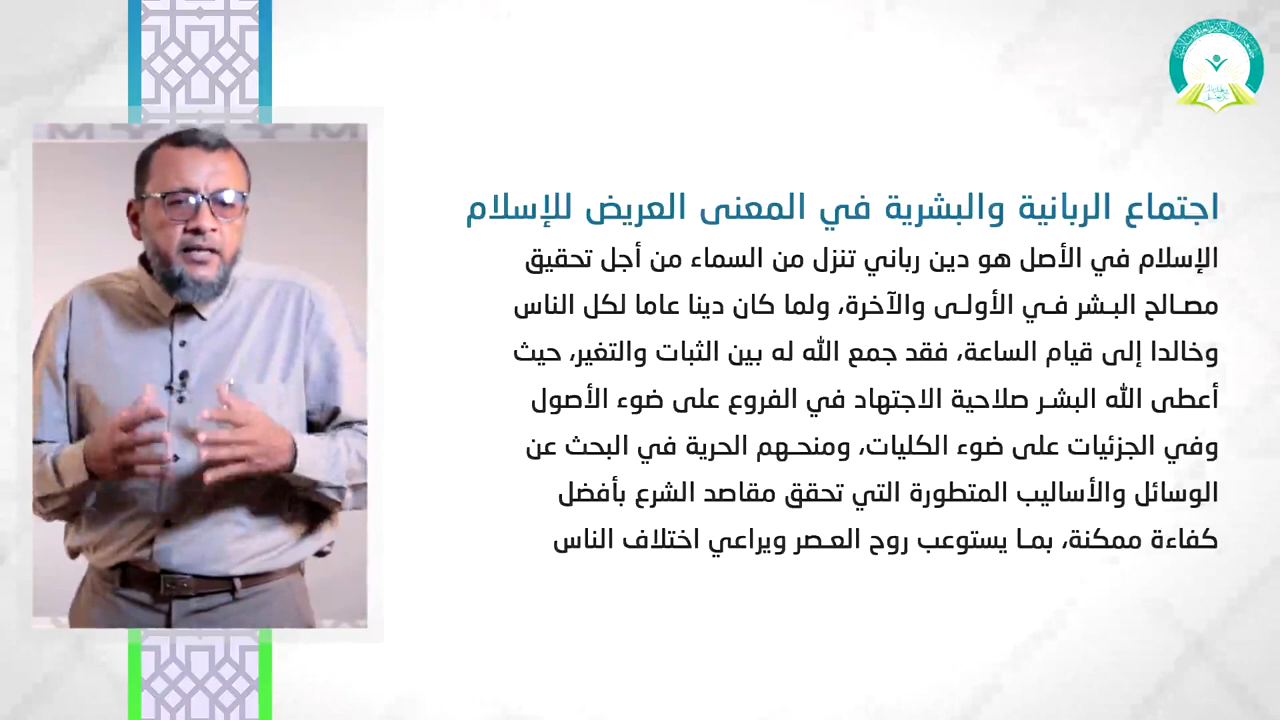 اجتماع الربانية والبشرية في المعنى العريض للإسلام
الإسلام في الأصل هو دين رباني تنزل من السماء من أجل تحقيق
مصالح البشر في الأولى والآخرة، ولما كان دينا عاما لكل الناس
وخالدا إلى قيام الساعة، فقد جمع الله له بين الثبات والتغير، حيث
أعطى الله البشر صلاحية الاجتهاد في الفروع على ضوء الأصول
وفي الجزئيات على ضوء الكليات، ومنحهم الحرية في البحث عن
الوسائل والأساليب المتطورة التي تحقق مقاصد الشرع بأفضل
كفاءة ممكنة، بما يستوعب روح العصر ويراعي اختلاف الناس